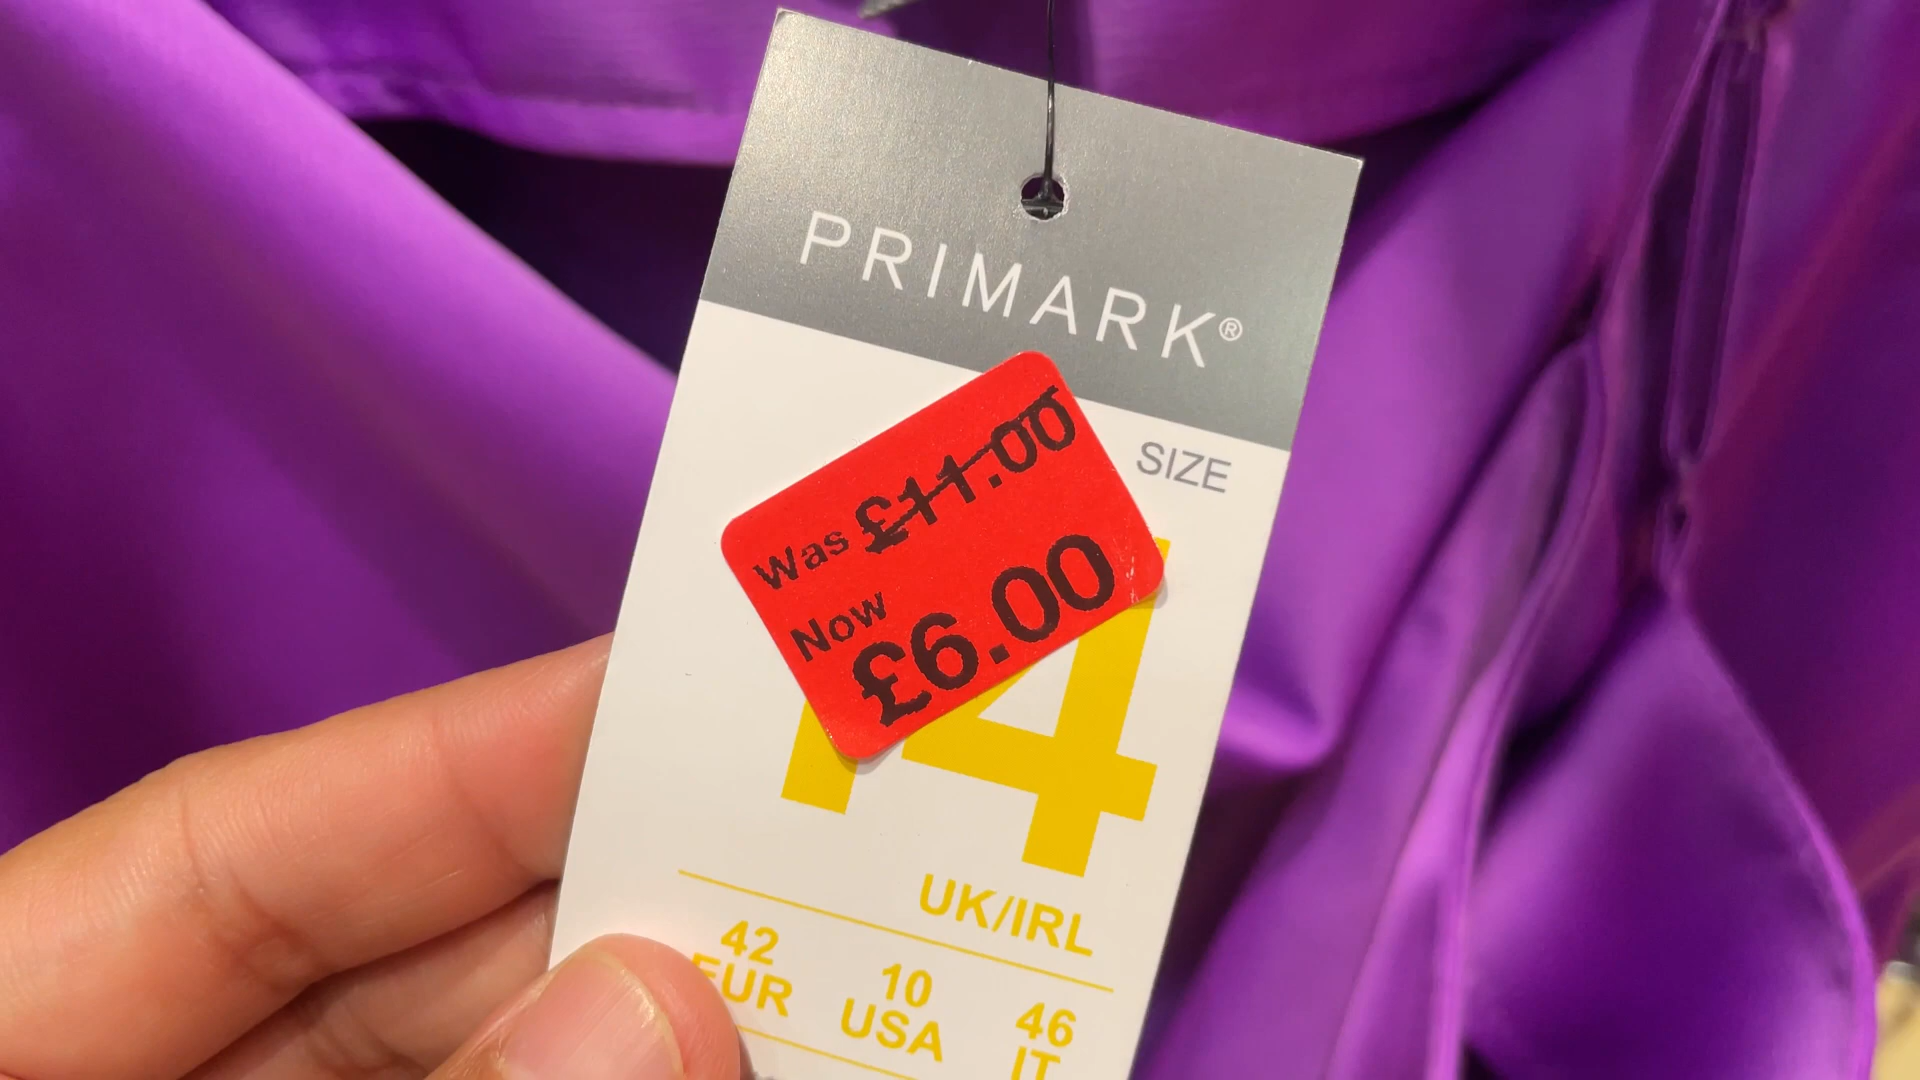 PRIMARK®
SIZE
Was £11.00
Now
£6.00
14
UK/IRL
42 10 46
EUR USA IT